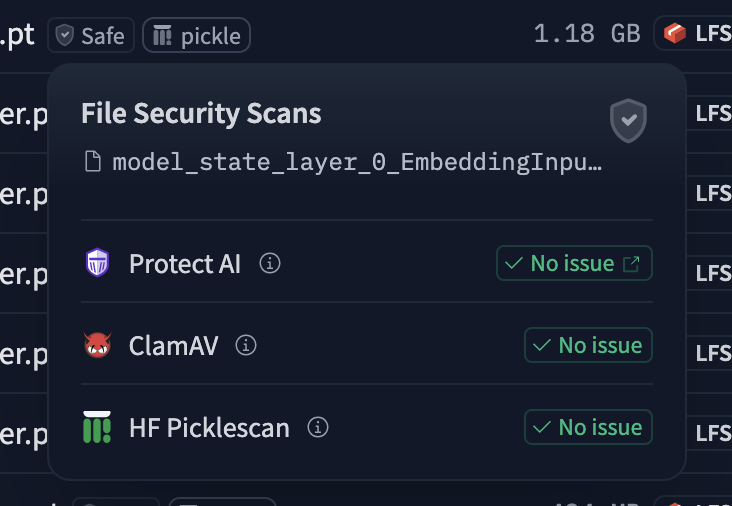 .pt Safe pickle 1.18 GB LFS
File Security Scans
model_state_layer_0_EmbeddingInpu…
Protect AI No issue
ClamAV No issue
HF Picklescan No issue
er.p LFS
er.p LFS
er.p LFS
er.p LFS
er.p LFS